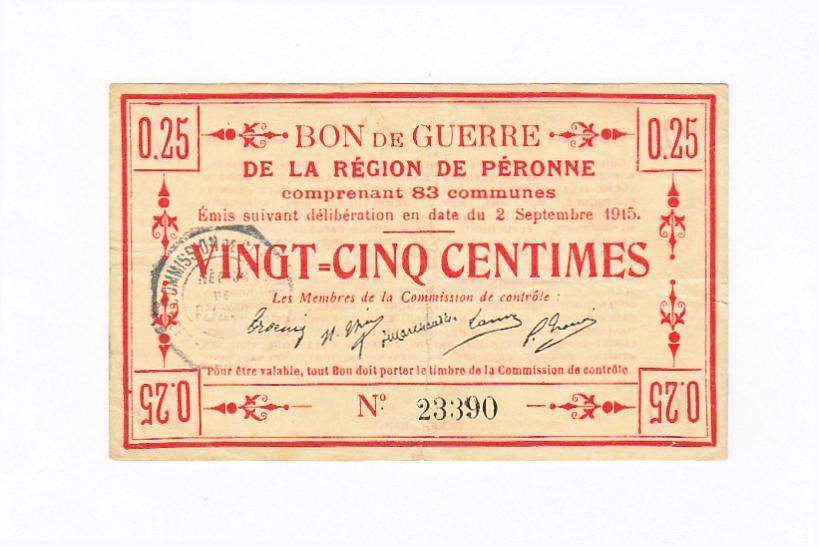 0.25 BON DE GUERRE 0.25
DE LA RÉGION DE PÉRONNE
comprenant 83 communes
Émis suivant délibération en date du 2 Septembre 1915.
VINGT=CINQ CENTIMES
COMMISSION DE
Les Membres de la Commission de contrôle :
Pour être valable, tout Bon doit porter le timbre de la Commission de contrôle.
0.25 N° 23390 0.25